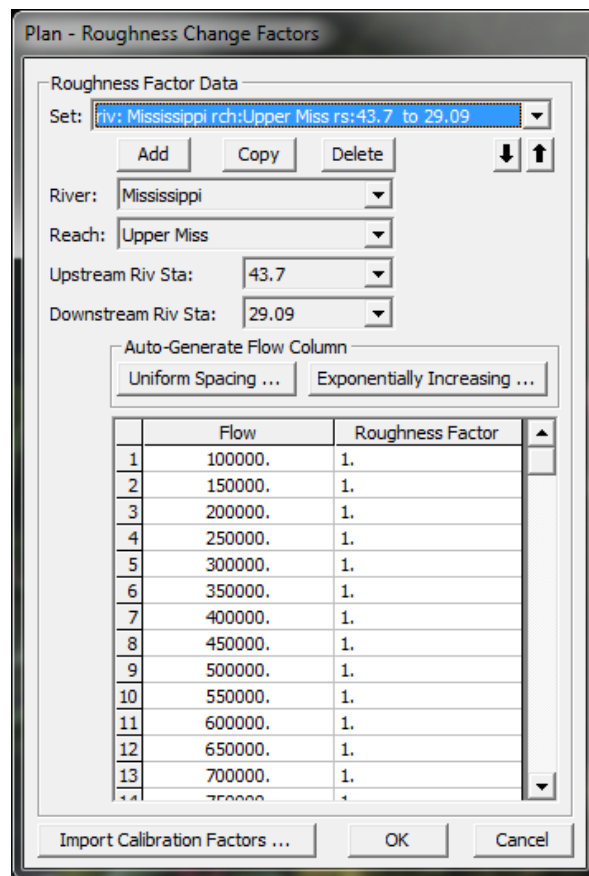 Plan - Roughness Change Factors
Roughness Factor Data
Set: riv: Mississippi rch:Upper Miss rs:43.7 to 29.09
Add Copy Delete
River: Mississippi
Reach: Upper Miss
Upstream Riv Sta: 43.7
Downstream Riv Sta: 29.09
Auto-Generate Flow Column
Uniform Spacing ... Exponentially Increasing ...
Flow Roughness Factor
1 100000. 1.
2 150000. 1.
3 200000. 1.
4 250000. 1.
5 300000. 1.
6 350000. 1.
7 400000. 1.
8 450000. 1.
9 500000. 1.
10 550000. 1.
11 600000. 1.
12 650000. 1.
13 700000. 1.
Import Calibration Factors ... OK Cancel